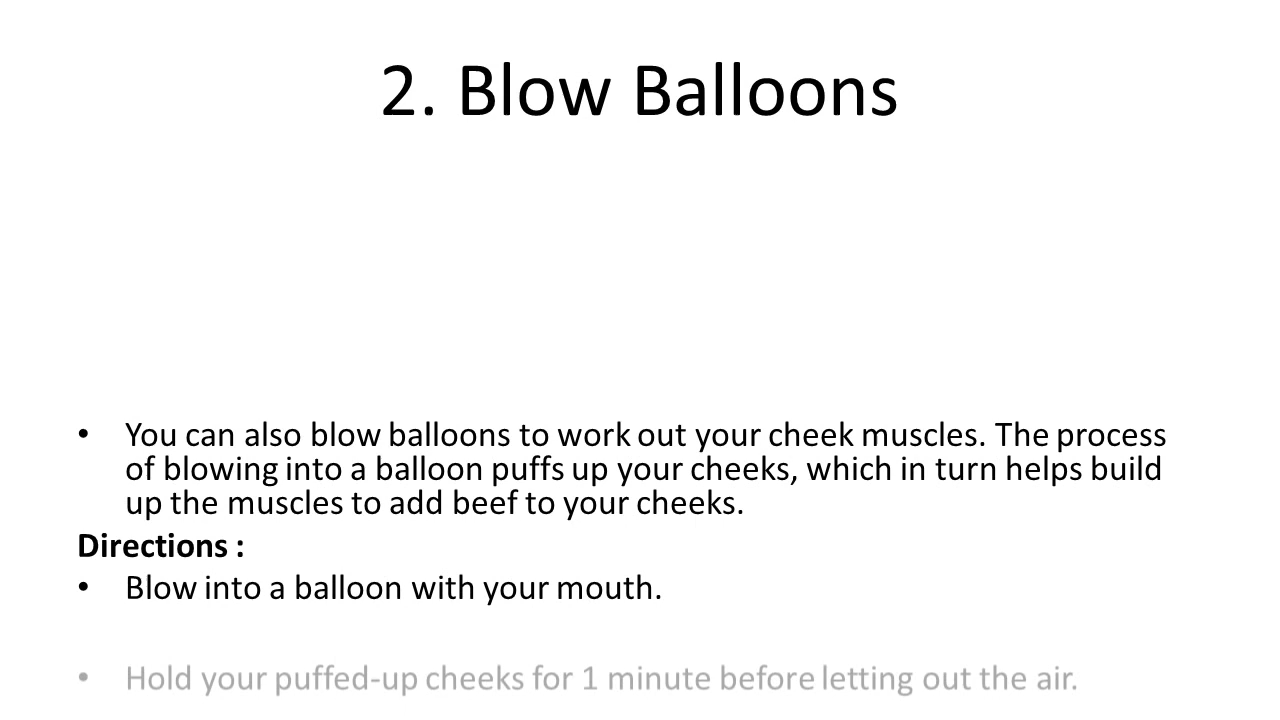 2. Blow Balloons
• You can also blow balloons to work out your cheek muscles. The process
of blowing into a balloon puffs up your cheeks, which in turn helps build
up the muscles to add beef to your cheeks.
Directions :
• Blow into a balloon with your mouth.
• Hold your puffed-up cheeks for 1 minute before letting out the air.